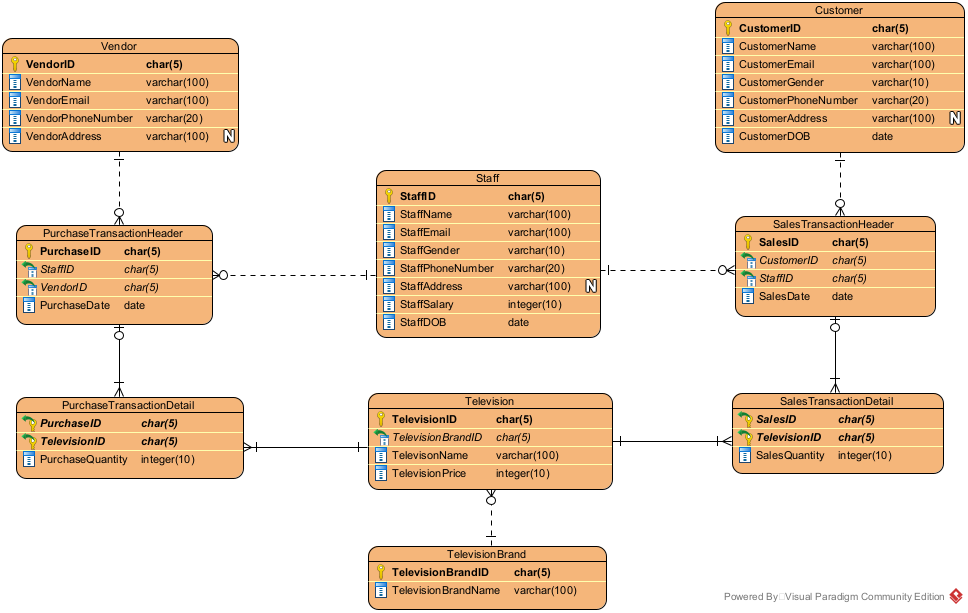 Customer
CustomerID char(5)
CustomerName varchar(100)
CustomerEmail varchar(100)
CustomerGender varchar(10)
CustomerPhoneNumber varchar(20)
CustomerAddress varchar(100) N
CustomerDOB date
Vendor
VendorID char(5)
VendorName varchar(100)
VendorEmail varchar(100)
VendorPhoneNumber varchar(20)
VendorAddress varchar(100) N
Staff
StaffID char(5)
StaffName varchar(100)
StaffEmail varchar(100)
StaffGender varchar(10)
StaffPhoneNumber varchar(20)
StaffAddress varchar(100) N
StaffSalary integer(10)
StaffDOB date
PurchaseTransactionHeader
PurchaseID char(5)
StaffID char(5)
VendorID char(5)
PurchaseDate date
SalesTransactionHeader
SalesID char(5)
CustomerID char(5)
StaffID char(5)
SalesDate date
PurchaseTransactionDetail
PurchaseID char(5)
TelevisionID char(5)
PurchaseQuantity integer(10)
Television
TelevisionID char(5)
TelevisionBrandID char(5)
TelevisonName varchar(100)
TelevisionPrice integer(10)
SalesTransactionDetail
SalesID char(5)
TelevisionID char(5)
SalesQuantity integer(10)
TelevisionBrand
TelevisionBrandID char(5)
TelevisionBrandName varchar(100)
Powered By Visual Paradigm Community Edition